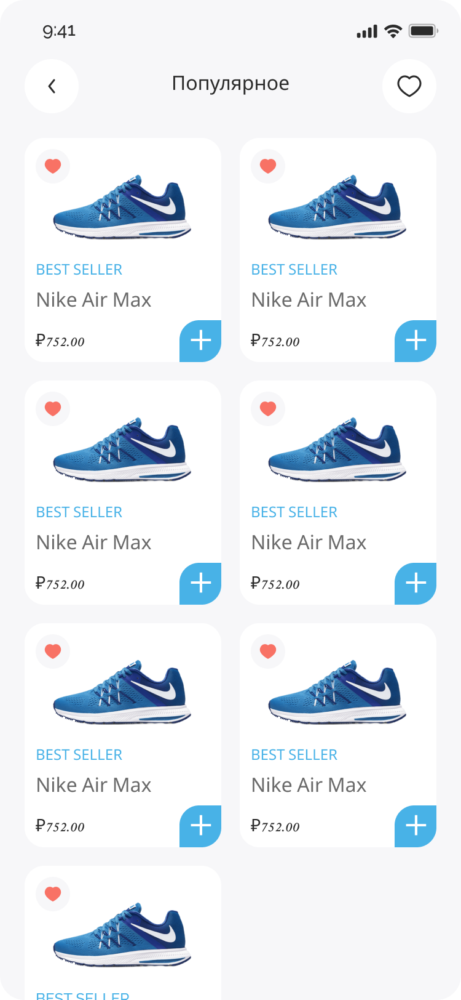 9:41
Популярное
BEST SELLER
BEST SELLER
Nike Air Max
Nike Air Max
₽752.00
₽752.00
BEST SELLER
BEST SELLER
Nike Air Max
Nike Air Max
₽752.00
₽752.00
BEST SELLER
BEST SELLER
Nike Air Max
Nike Air Max
₽752.00
₽752.00
BEST SELLER